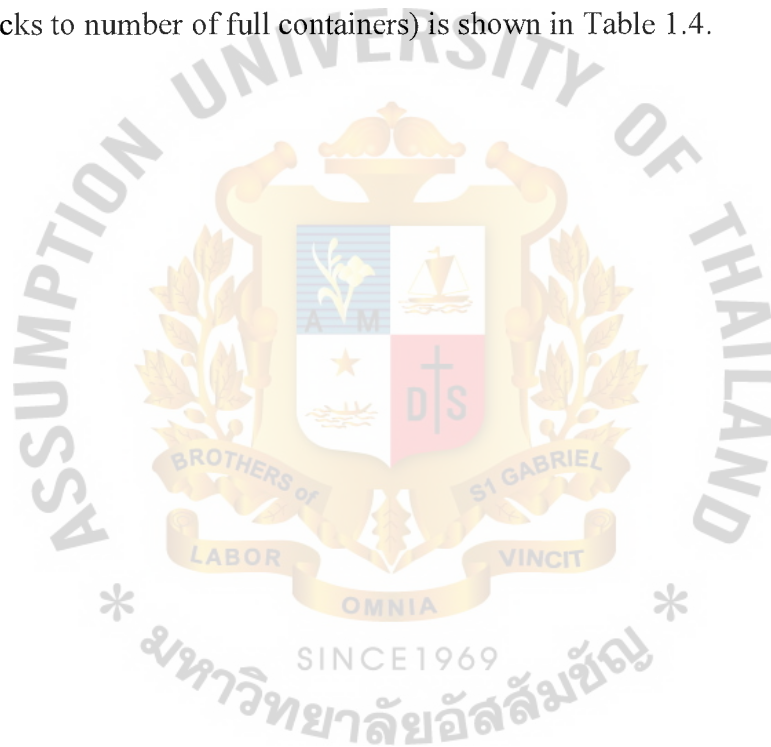 cks to number of full containers) is shown in Table 1.4.
ASSUMPTION UNIVERSITY OF THAILAND
A M
D S
BROTHERS of S1 GABRIEL
LABOR VINCIT
OMNIA
SINCE1969
* มหาวิทยาลัยอัสสัมชัญ *